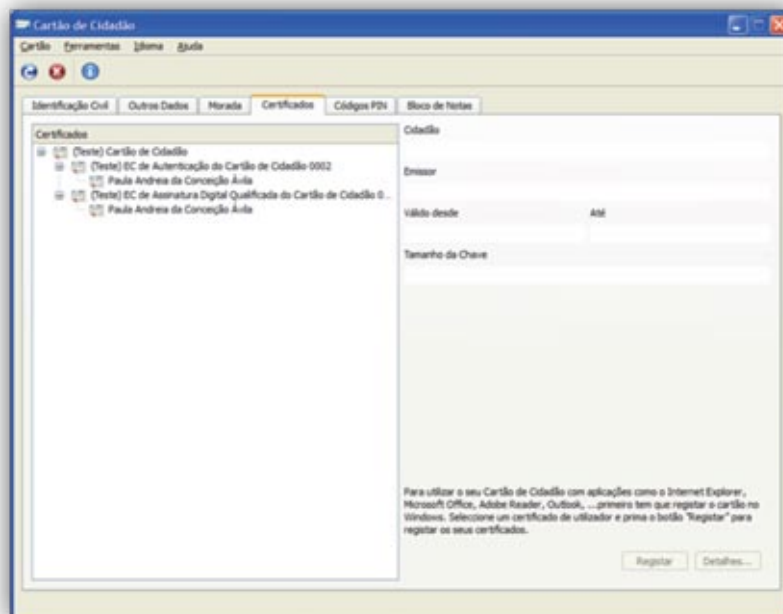 Cartão de Cidadão
Cartão Ferramentas Idioma Ajuda
Identificação Civil Outros Dados Morada Certificados Códigos PIN Bloco de Notas
Certificados
(Teste) Cartão de Cidadão
(Teste) EC de Autenticação do Cartão de Cidadão 0002
Paula Andreia da Conceição Ávila
(Teste) EC de Assinatura Digital Qualificada do Cartão de Cidadão 0...
Paula Andreia da Conceição Ávila
Cidadão
Emissor
Válido desde Até
Tamanho da Chave
Para utilizar o seu Cartão de Cidadão com aplicações como o Internet Explorer,
Microsoft Office, Adobe Reader, Outlook, ...primeiro tem que registar o cartão no
Windows. Seleccione um certificado de utilizador e prima o botão "Registar" para
registar os seus certificados.
Registar Detalhes...